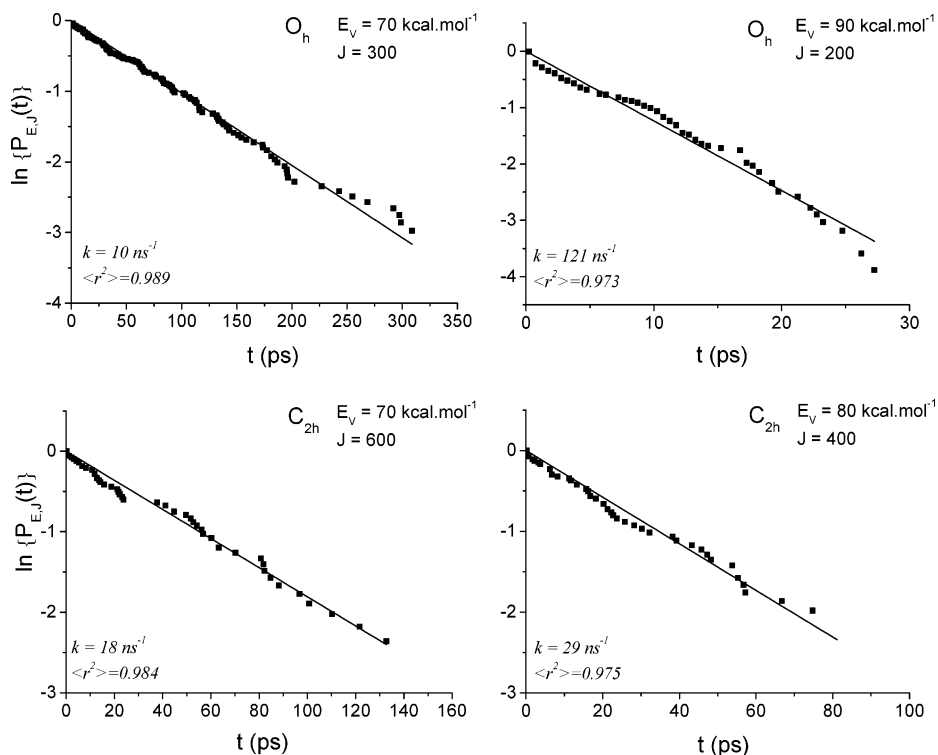 O_h
E_V = 70 kcal.mol⁻¹
J = 300
ln {P_E,J(t)}
0
-1
-2
-3
-4
k = 10 ns⁻¹
<r²>=0.989
0 50 100 150 200 250 300 350
t (ps)
O_h
E_V = 90 kcal.mol⁻¹
J = 200
0
-1
-2
-3
-4
k = 121 ns⁻¹
<r²>=0.973
0 10 20 30
t (ps)
C_2h
E_V = 70 kcal.mol⁻¹
J = 600
ln {P_E,J(t)}
0
-1
-2
-3
k = 18 ns⁻¹
<r²>=0.984
0 20 40 60 80 100 120 140 160
t (ps)
C_2h
E_V = 80 kcal.mol⁻¹
J = 400
0
-1
-2
-3
k = 29 ns⁻¹
<r²>=0.975
0 20 40 60 80 100
t (ps)